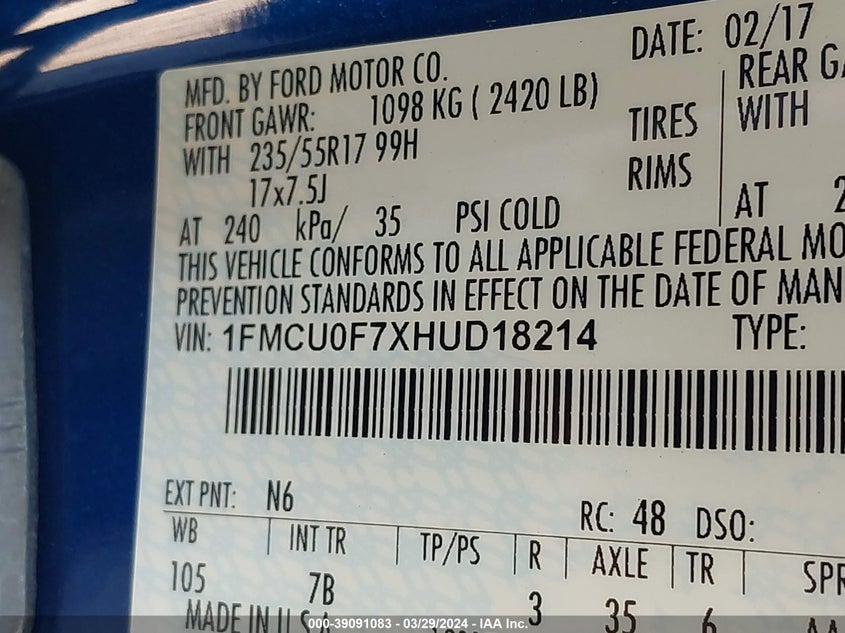 DATE: 02/17
MFD. BY FORD MOTOR CO.
FRONT GAWR: 1098 KG ( 2420 LB)
REAR
WITH 235/55R17 99H TIRES WITH
17x7.5J RIMS
AT 240 kPa/ 35 PSI COLD AT 2
THIS VEHICLE CONFORMS TO ALL APPLICABLE FEDERAL
PREVENTION STANDARDS IN EFFECT ON THE DATE OF
VIN: 1FMCU0F7XHUD18214 TYPE:
EXT PNT: N6 RC: 48 DSO:
WB INT TR TP/PS R AXLE TR
105 7B 3 35 6
MADE IN U.S.A.
000-39091083 - 03/29/2024 - IAA Inc.